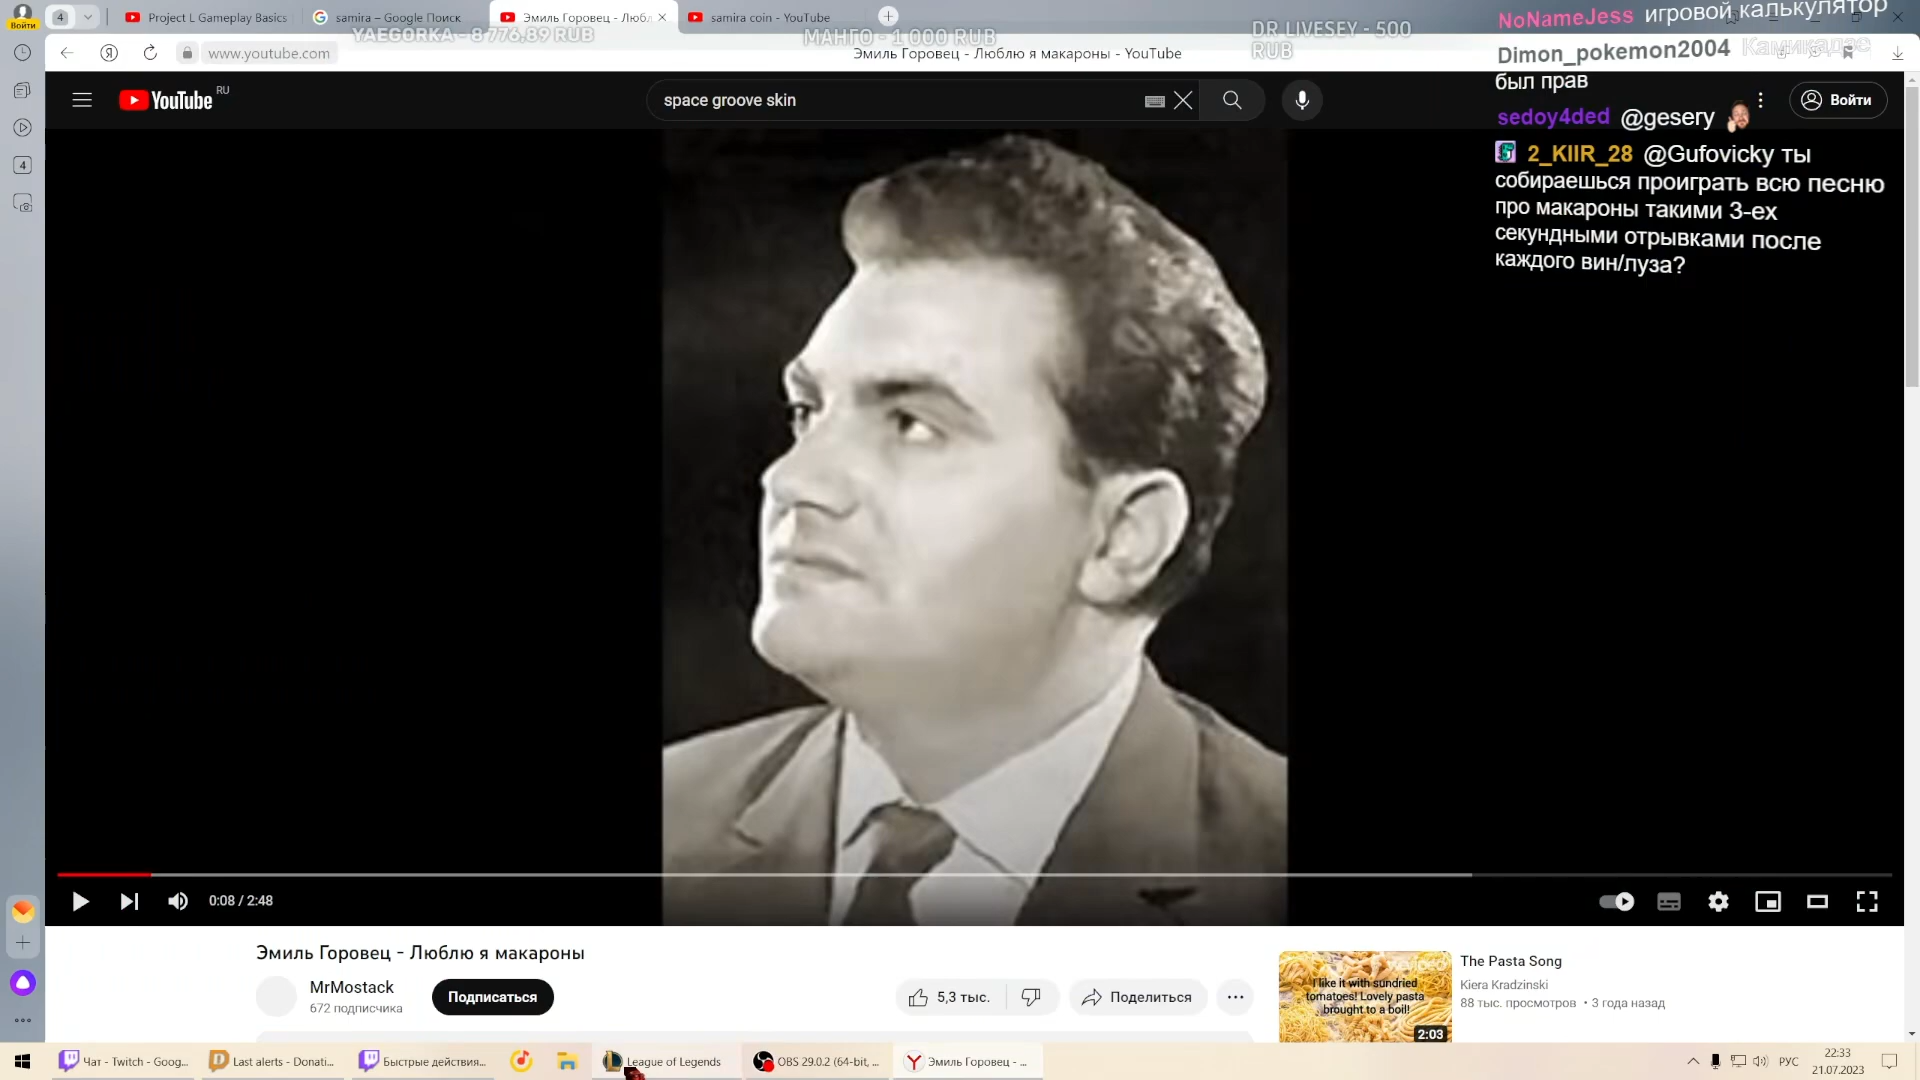 Войти
4
Project L Gameplay Basics
samira – Google Поиск
Эмиль Горовец - Любл
samira coin - YouTube
YAEGORKA - 8 776,89 RUB
МАНГО - 1 000 RUB
DR LIVESEY - 500
RUB
www.youtube.com
Эмиль Горовец - Люблю я макароны - YouTube
NoNameJess игровой калькулятор
Dimon_pokemon2004 Камикадзе
был прав
sedoy4ded @gesery
2_KIIR_28 @Gufovicky ты
собираешься проиграть всю песню
про макароны такими 3-ех
секундными отрывками после
каждого вин/луза?
YouTube RU
space groove skin
Войти
4
0:08 / 2:48
Эмиль Горовец - Люблю я макароны
MrMostack
672 подписчика
Подписаться
5,3 тыс.
Поделиться
I like it with sundried
tomatoes! Lovely pasta
brought to a boil!
2:03
The Pasta Song
Kiera Kradzinski
88 тыс. просмотров • 3 года назад
Чат - Twitch - Goog...
Last alerts - Donati...
Быстрые действия...
League of Legends
OBS 29.0.2 (64-bit, ...
Эмиль Горовец - ...
РУС
22:33
21.07.2023